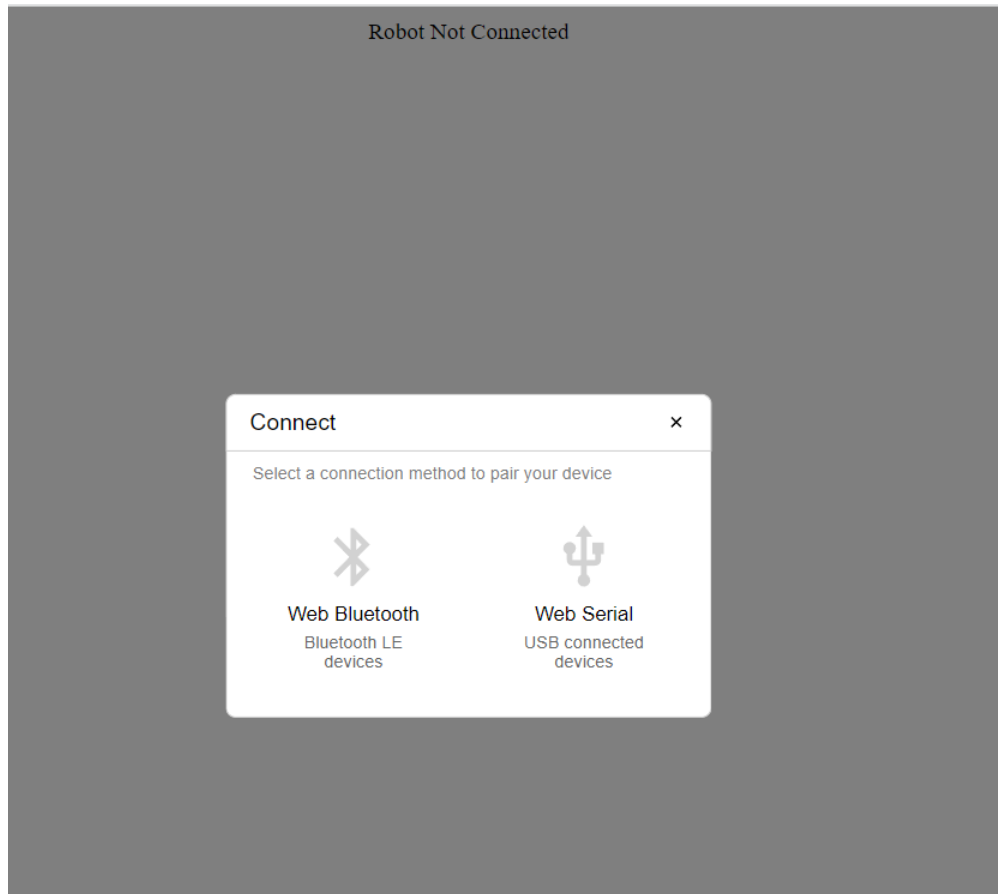 Robot Not Connected
Connect
Select a connection method to pair your device
Web Bluetooth
Bluetooth LE
devices
Web Serial
USB connected
devices